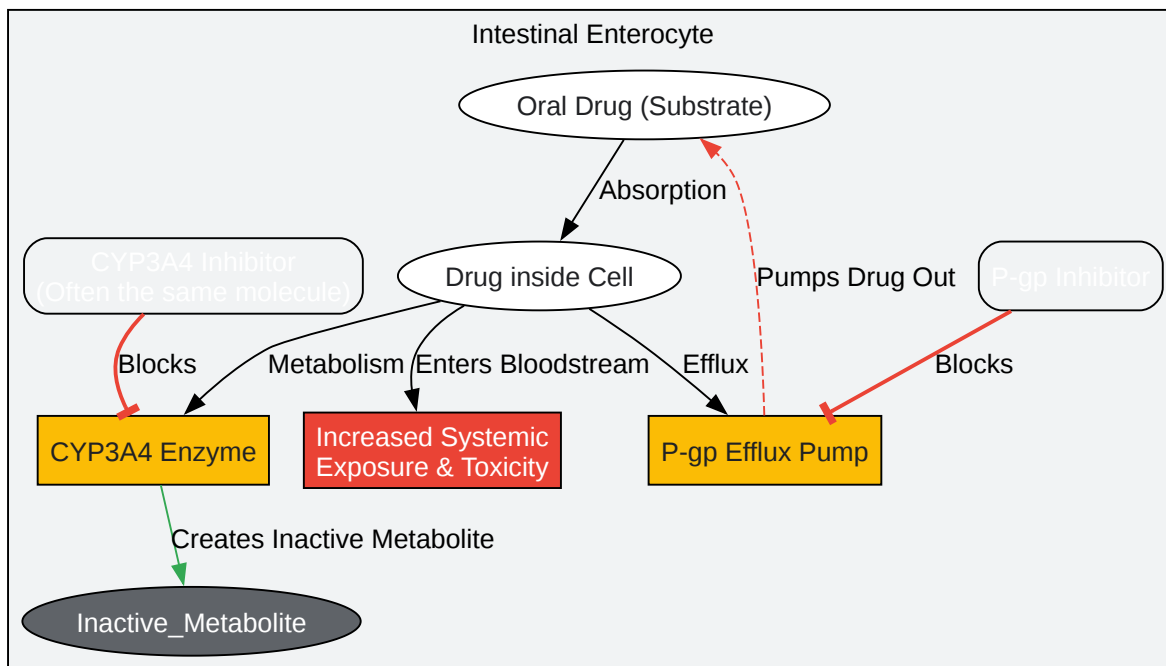 Intestinal Enterocyte
Oral Drug (Substrate)
Absorption
CYP3A4 Inhibitor
(Often the same molecule)
Drug inside Cell
Pumps Drug Out
P-gp Inhibitor
Blocks
Metabolism
Enters Bloodstream
Efflux
Blocks
CYP3A4 Enzyme
Increased Systemic
Exposure & Toxicity
P-gp Efflux Pump
Creates Inactive Metabolite
Inactive_Metabolite